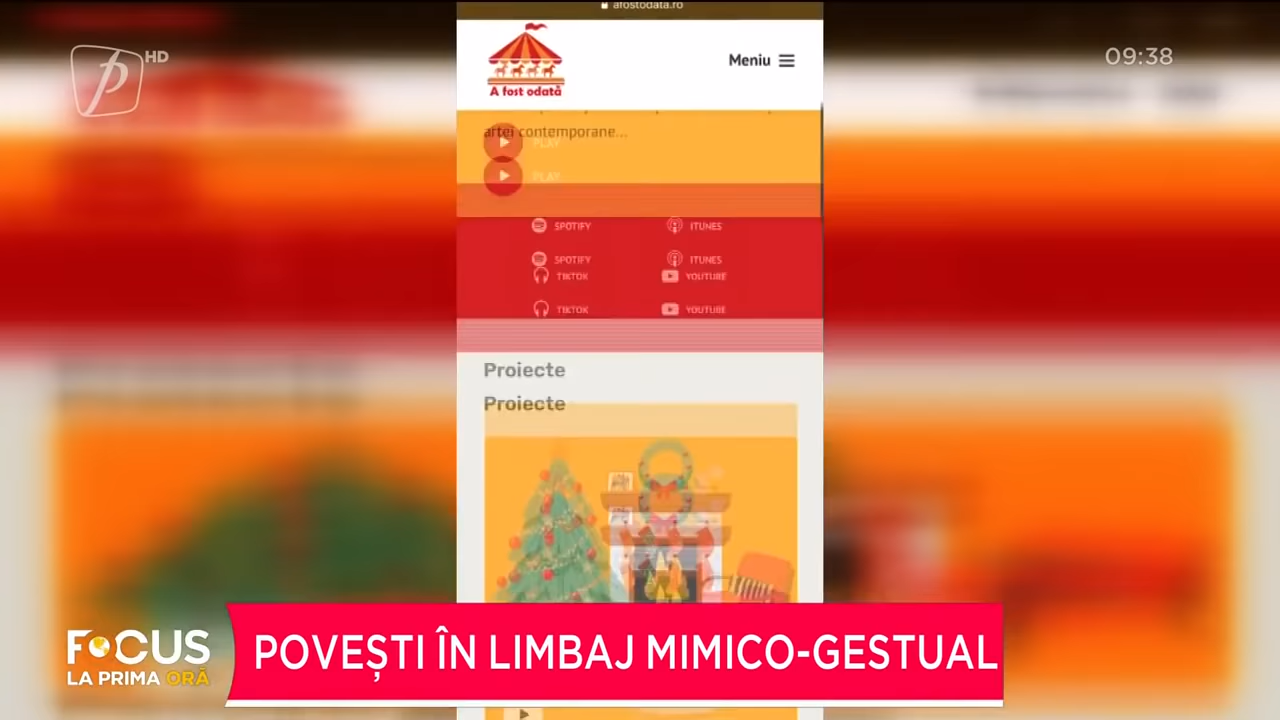 afostodata.ro
HD
09:38
A fost odată
Meniu
artei contemporane...
PLAY
PLAY
SPOTIFY
ITUNES
SPOTIFY
ITUNES
TIKTOK
YOUTUBE
TIKTOK
YOUTUBE
Proiecte
Proiecte
FOCUS
LA PRIMA ORĂ
POVEȘTI ÎN LIMBAJ MIMICO-GESTUAL